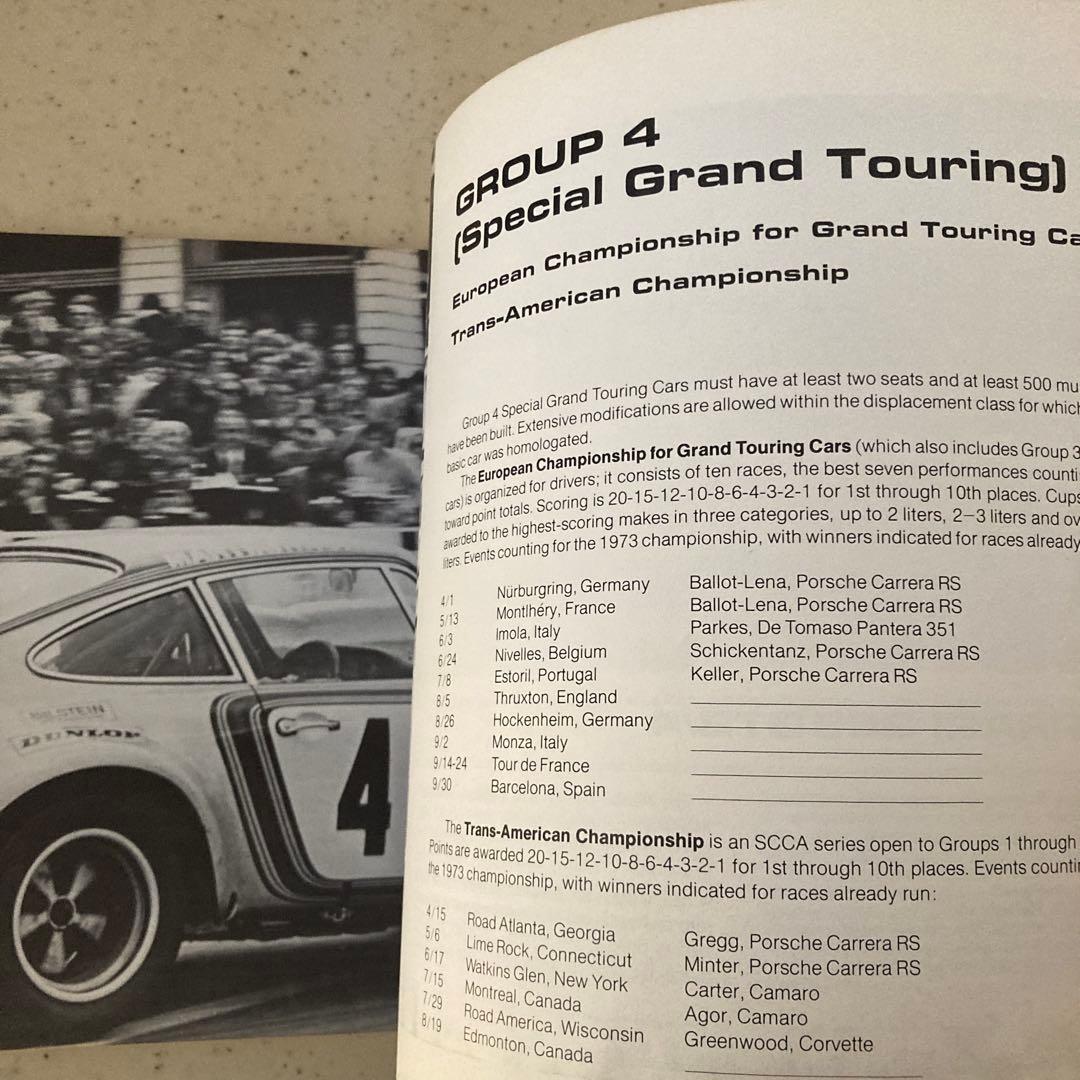 GROUP 4
(Special Grand Touring)
European Championship for Grand Touring Ca
Trans-American Championship
Group 4 Special Grand Touring Cars must have at least two seats and at least 500 mu
have been built. Extensive modifications are allowed within the displacement class for which
basic car was homologated.
The European Championship for Grand Touring Cars (which also includes Group 3
cars) is organized for drivers; it consists of ten races, the best seven performances counti
toward point totals. Scoring is 20-15-12-10-8-6-4-3-2-1 for 1st through 10th places. Cups
awarded to the highest-scoring makes in three categories, up to 2 liters, 2–3 liters and ov
liters. Events counting for the 1973 championship, with winners indicated for races already
4/1 Nürburgring, Germany Ballot-Lena, Porsche Carrera RS
5/13 Montlhéry, France Ballot-Lena, Porsche Carrera RS
6/3 Imola, Italy Parkes, De Tomaso Pantera 351
6/24 Nivelles, Belgium Schickentanz, Porsche Carrera RS
7/8 Estoril, Portugal Keller, Porsche Carrera RS
8/5 Thruxton, England
8/26 Hockenheim, Germany
9/2 Monza, Italy
9/14-24 Tour de France
9/30 Barcelona, Spain
The Trans-American Championship is an SCCA series open to Groups 1 through
Points are awarded 20-15-12-10-8-6-4-3-2-1 for 1st through 10th places. Events counti
the 1973 championship, with winners indicated for races already run:
4/15 Road Atlanta, Georgia Gregg, Porsche Carrera RS
5/6 Lime Rock, Connecticut Minter, Porsche Carrera RS
6/17 Watkins Glen, New York Carter, Camaro
7/15 Montreal, Canada Agor, Camaro
7/29 Road America, Wisconsin Greenwood, Corvette
8/19 Edmonton, Canada
BILSTEIN
DUNLOP
4